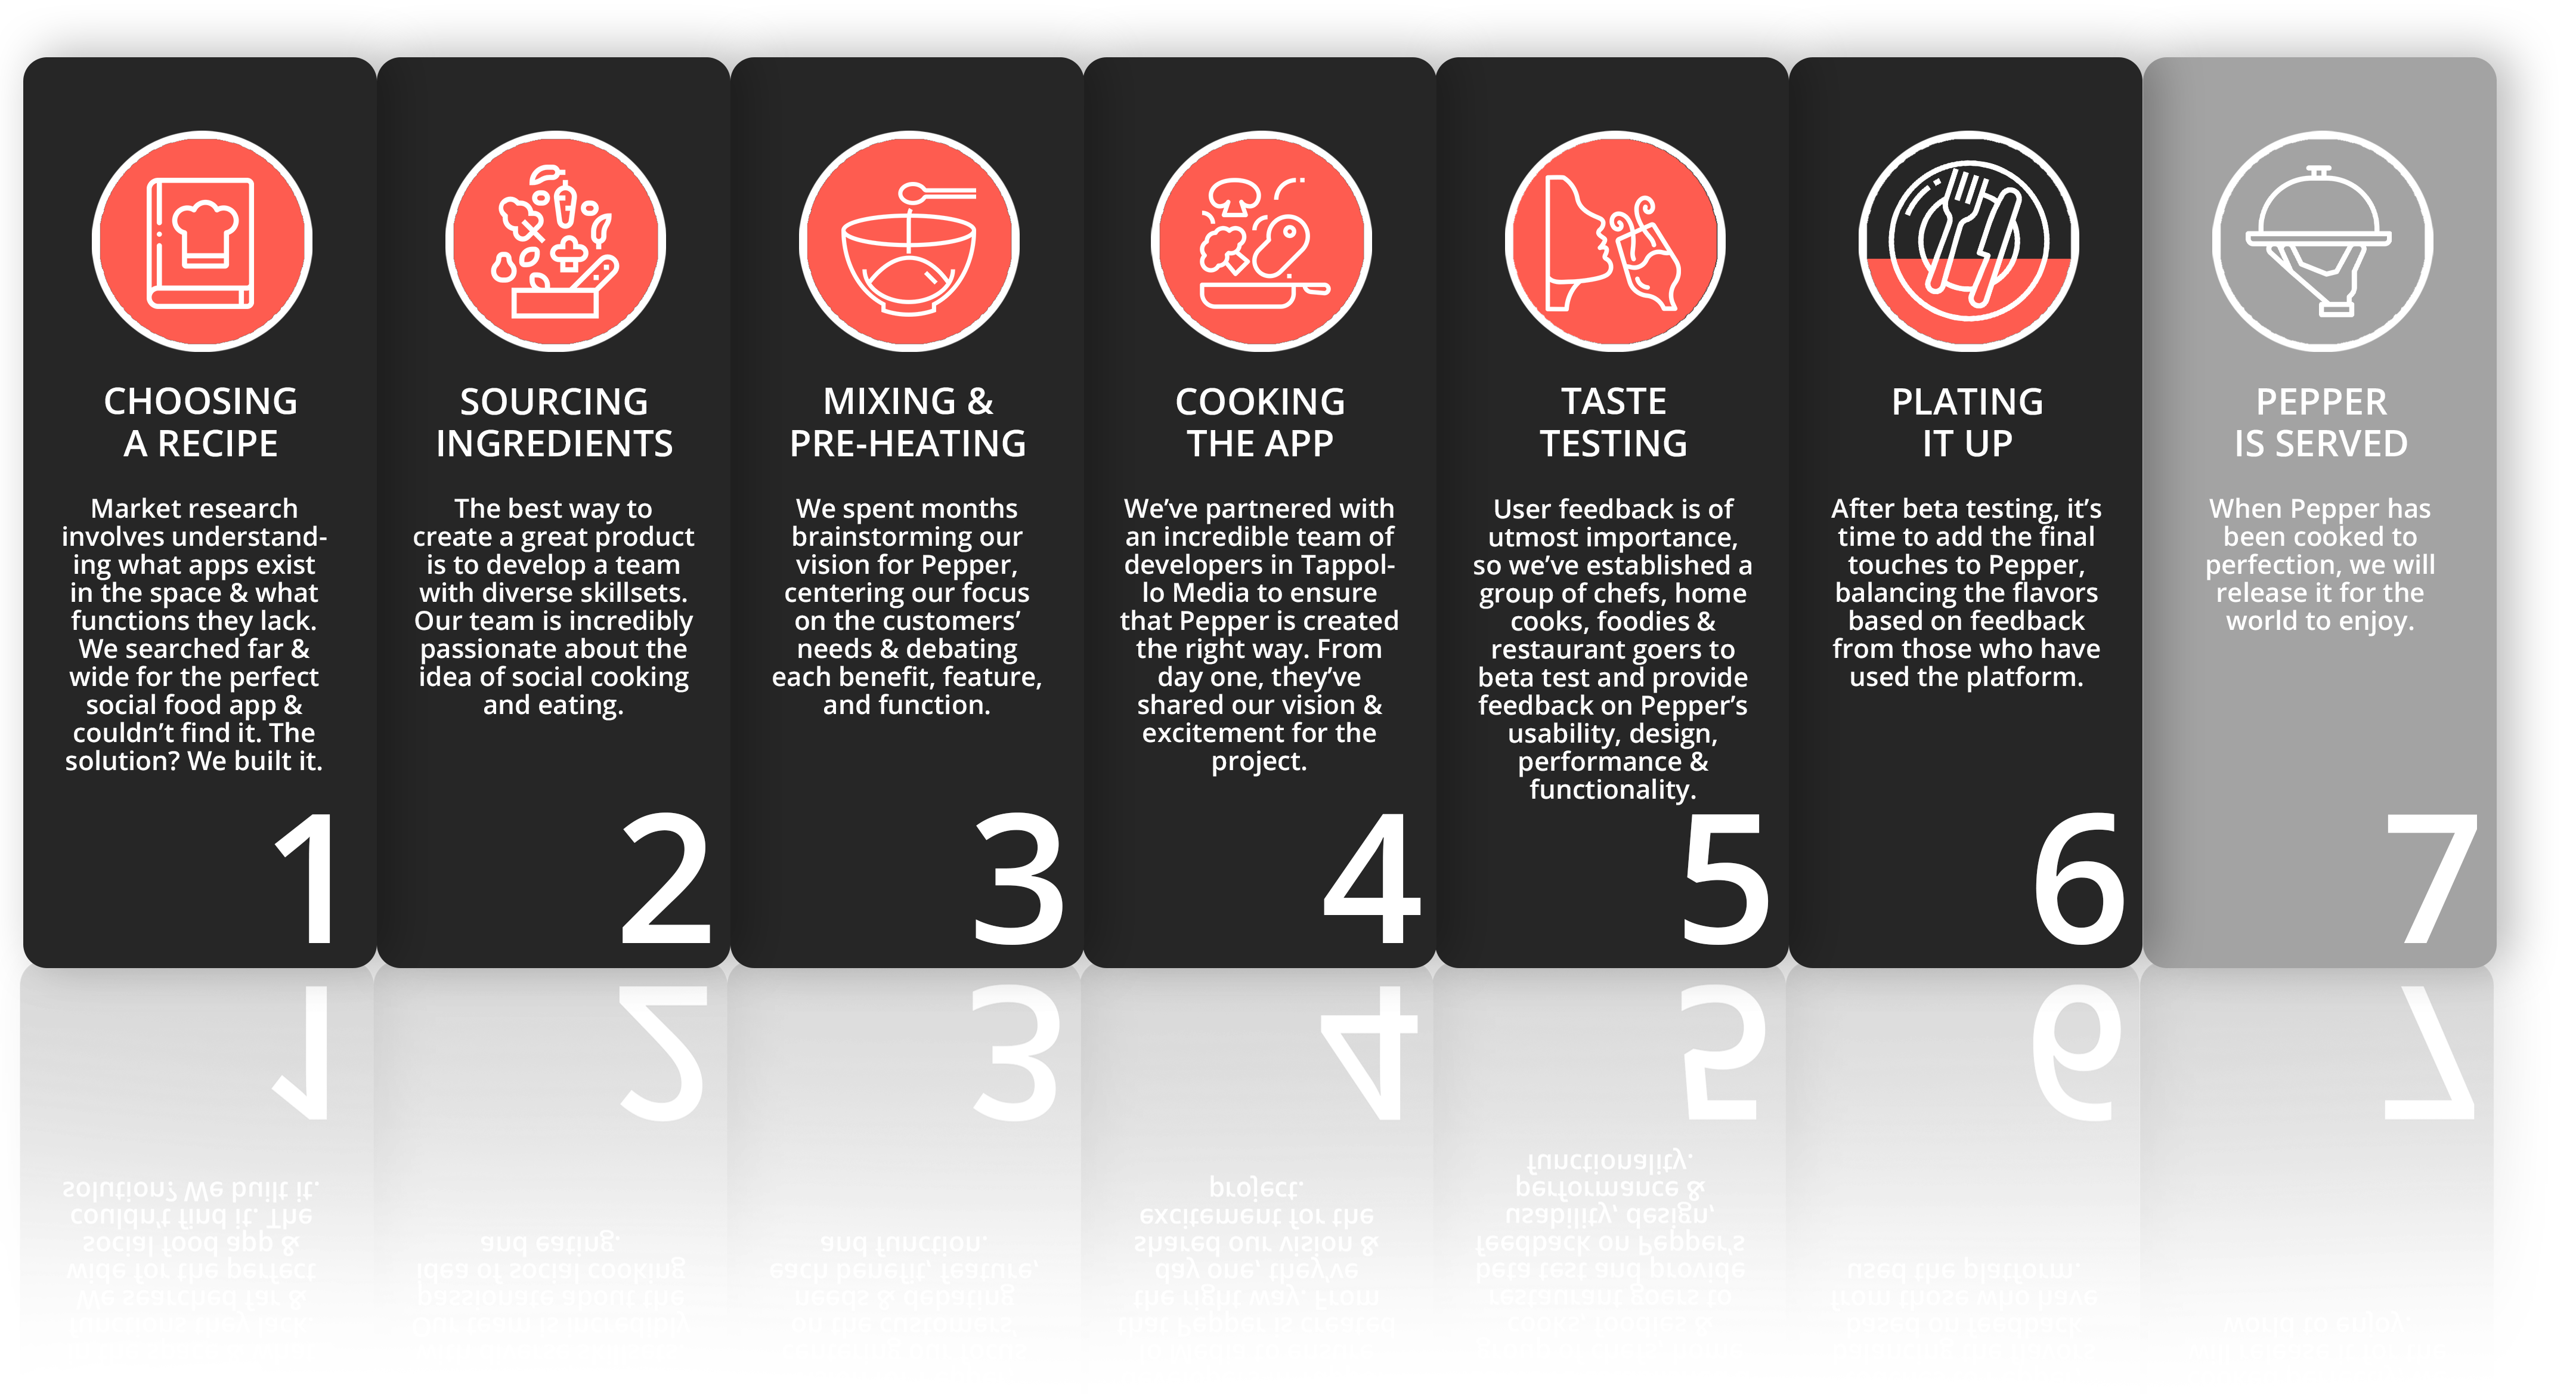 CHOOSING
A RECIPE
Market research
involves understand-
ing what apps exist
in the space & what
functions they lack.
We searched far &
wide for the perfect
social food app &
couldn't find it. The
solution? We built it.
1
SOURCING
INGREDIENTS
The best way to
create a great product
is to develop a team
with diverse skillsets.
Our team is incredibly
passionate about the
idea of social cooking
and eating.
2
MIXING &
PRE-HEATING
We spent months
brainstorming our
vision for Pepper,
centering our focus
on the customers'
needs & debating
each benefit, feature,
and function.
3
COOKING
THE APP
We've partnered with
an incredible team of
developers in Tappol-
lo Media to ensure
that Pepper is created
the right way. From
day one, they've
shared our vision &
excitement for the
project.
4
TASTE
TESTING
User feedback is of
utmost importance,
so we've established a
group of chefs, home
cooks, foodies &
restaurant goers to
beta test and provide
feedback on Pepper's
usability, design,
performance &
functionality.
5
PLATING
IT UP
After beta testing, it's
time to add the final
touches to Pepper,
balancing the flavors
based on feedback
from those who have
used the platform.
6
PEPPER
IS SERVED
When Pepper has
been cooked to
perfection, we will
release it for the
world to enjoy.
7